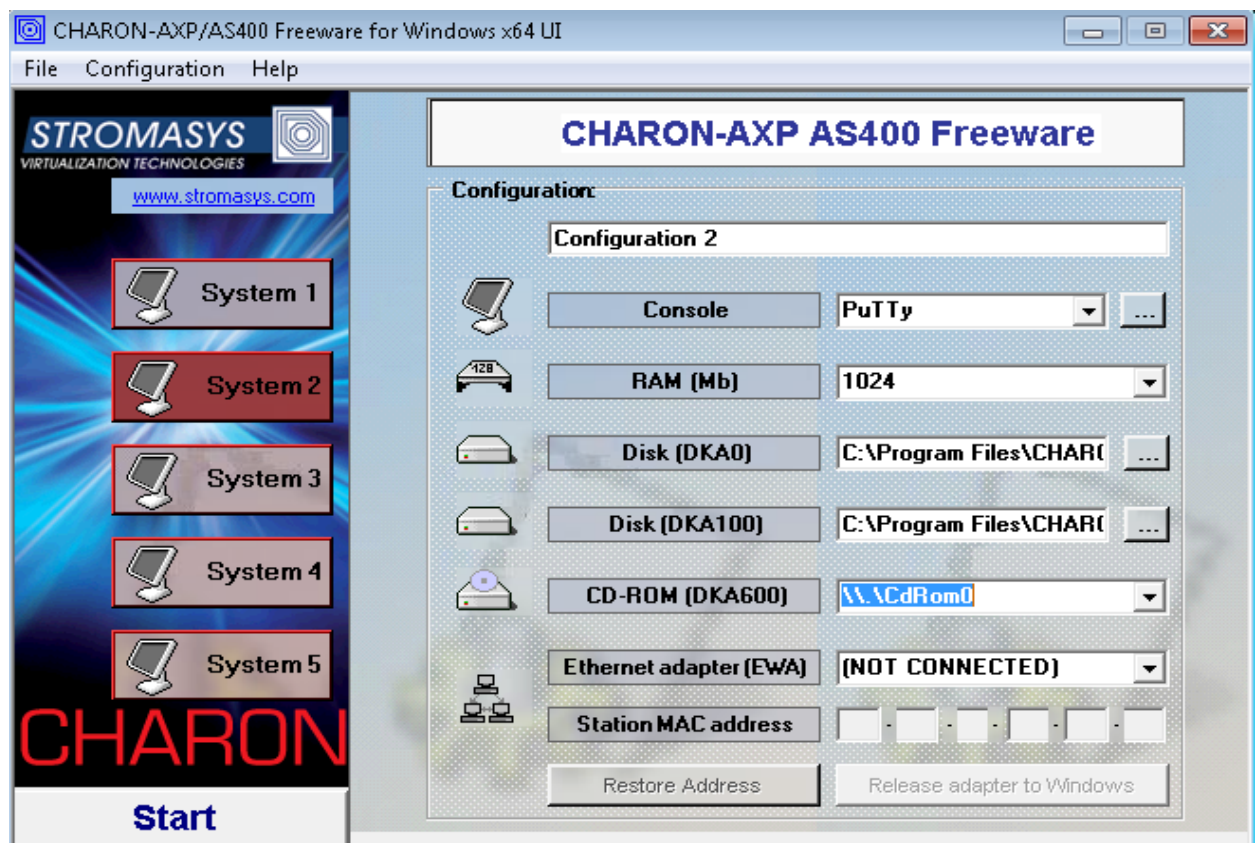 CHARON-AXP/AS400 Freeware for Windows x64 UI
File Configuration Help
STROMASYS
VIRTUALIZATION TECHNOLOGIES
www.stromasys.com
System 1
System 2
System 3
System 4
System 5
CHARON
Start
CHARON-AXP AS400 Freeware
Configuration:
Configuration 2
128
Console PuTTy ...
RAM (Mb) 1024
Disk (DKA0) C:\Program Files\CHAR( ...
Disk (DKA100) C:\Program Files\CHAR( ...
CD-ROM (DKA600) \\.\CdRom0
Ethernet adapter (EWA) (NOT CONNECTED)
Station MAC address - - - - -
Restore Address Release adapter to Windows